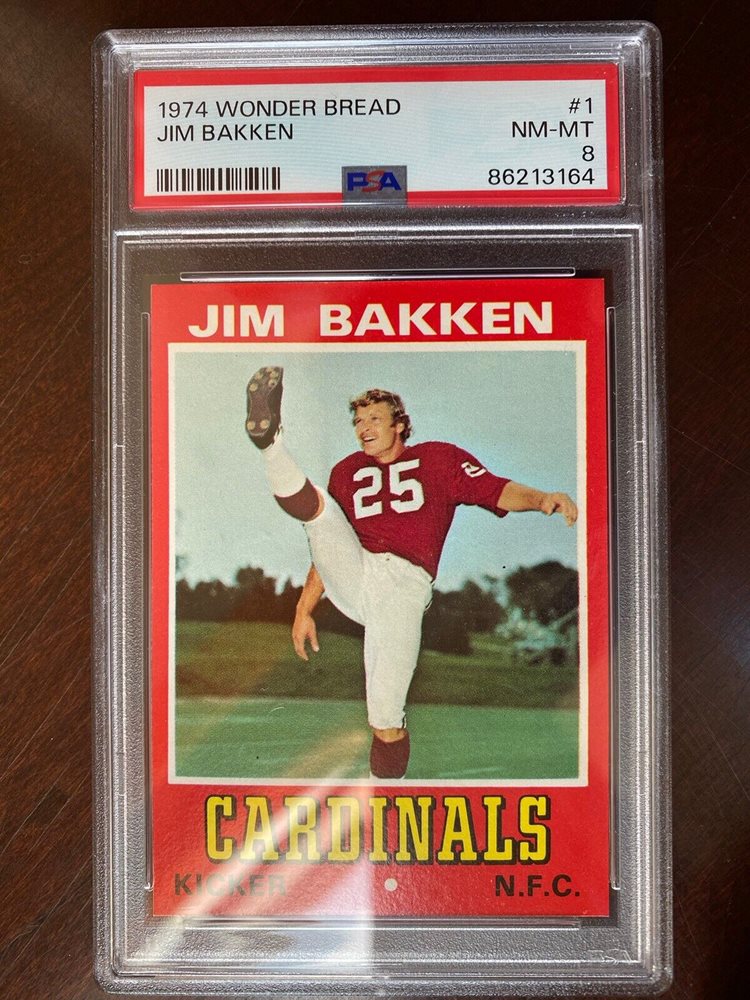 1974 WONDER BREAD #1
JIM BAKKEN NM-MT
8
PSA 86213164
JIM BAKKEN
25
CARDINALS
KICKER N.F.C.